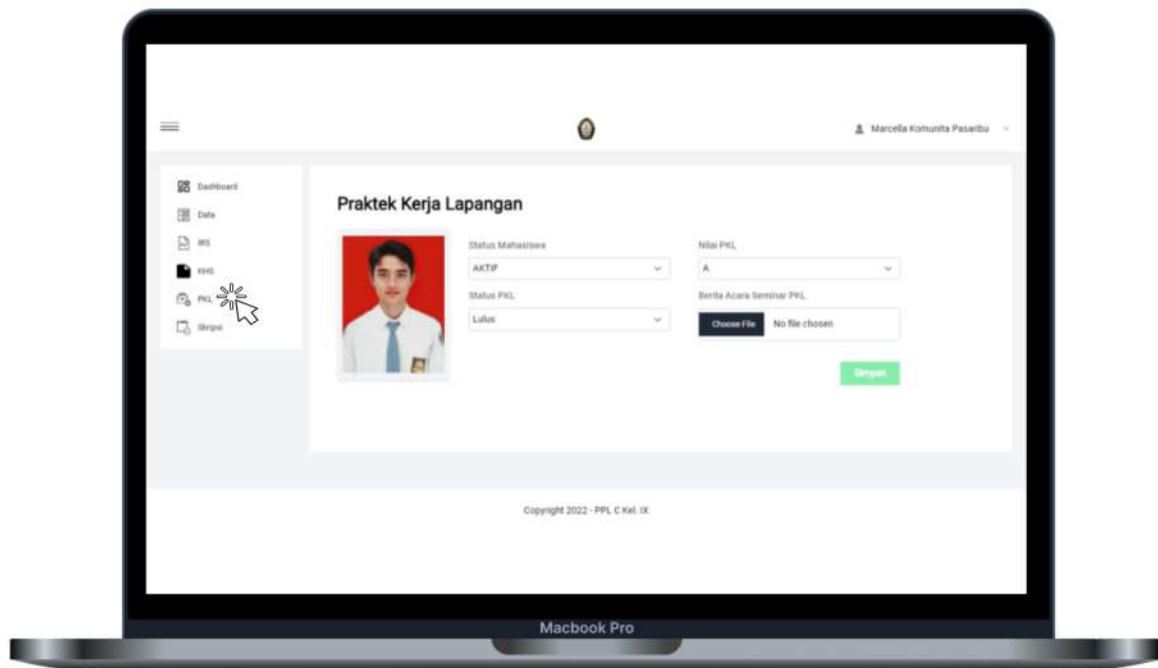 Marcella Komunita Pasaribu
Dashboard
Data
IRS
KHS
PKL
Skripsi
Praktek Kerja Lapangan
Status Mahasiswa
AKTIF
Status PKL
Lulus
Nilai PKL
A
Berita Acara Seminar PKL
Choose File No file chosen
Simpan
Copyright 2022 - PPL C Kel. IX
Macbook Pro